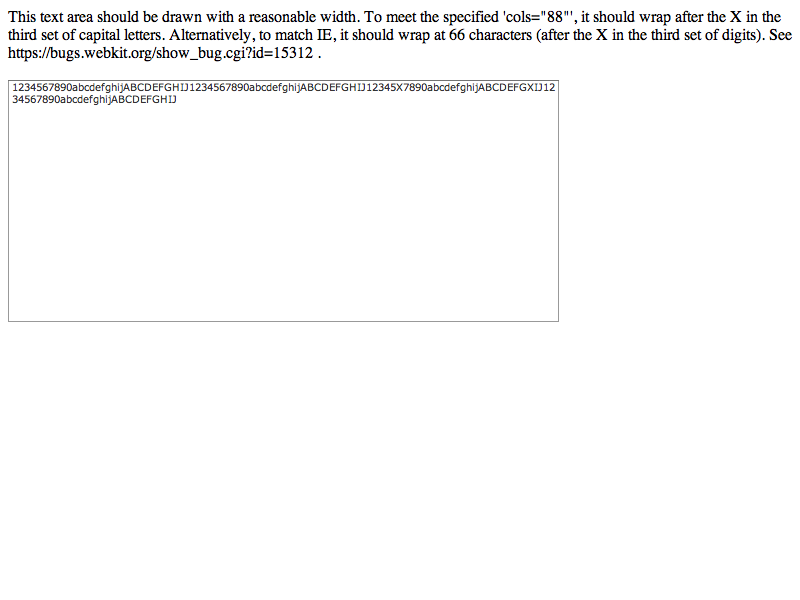 This text area should be drawn with a reasonable width. To meet the specified 'cols="88"', it should wrap after the X in the
third set of capital letters. Alternatively, to match IE, it should wrap at 66 characters (after the X in the third set of digits). See
https://bugs.webkit.org/show_bug.cgi?id=15312 .
1234567890abcdefghijABCDEFGHIJ1234567890abcdefghijABCDEFGHIJ12345X7890abcdefghijABCDEFGXIJ12
34567890abcdefghijABCDEFGHIJ